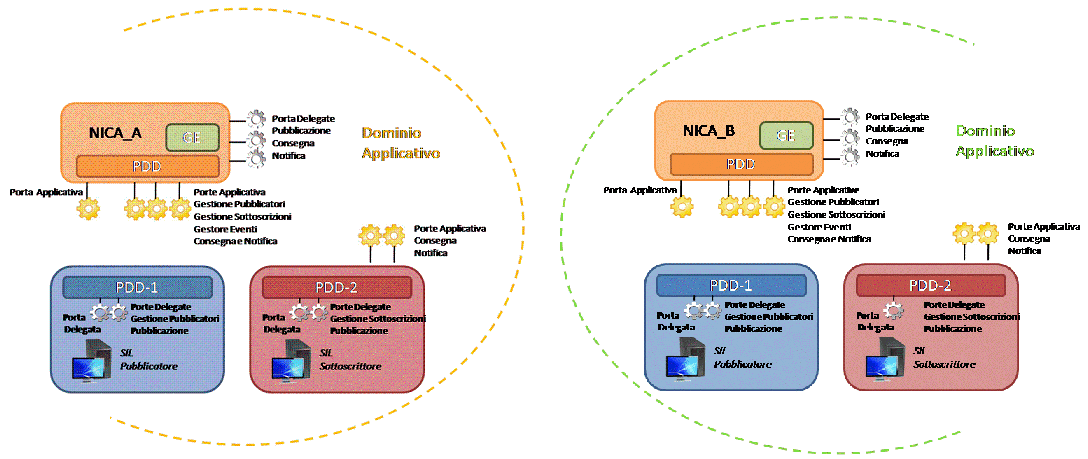 NICA_A
GE
PDD
Porta Delegate
Pubblicazione
Consegna
Notifica
Dominio
Applicativo
Porta Applicativa
Porte Applicativa
Gestione Pubblicatori
Gestione Sottoscrizioni
Gestore Eventi
Consegna e Notifica
Porte Applicativa
Consegna
Notifica
PDD-1
Porta
Delegata
Porte Delegate
Gestione Pubblicatori
Pubblicazione
SIL
Pubblicatore
PDD-2
Porta
Delegata
Porte Delegate
Gestione Sottoscrizioni
Pubblicazione
SIL
Sottoscrittore
NICA_B
GE
PDD
Porta Delegate
Pubblicazione
Consegna
Notifica
Dominio
Applicativo
Porta Applicativa
Porte Applicative
Gestione Pubblicatori
Gestione Sottoscrizioni
Gestore Eventi
Consegna e Notifica
Porte Applicativa
Consegna
Notifica
PDD-1
Porta
Delegata
Porte Delegate
Gestione Pubblicatori
Pubblicazione
SIL
Pubblicatore
PDD-2
Porta
Delegata
Porte Delegate
Gestione Sottoscrizioni
Pubblicazione
SIL
Sottoscrittore